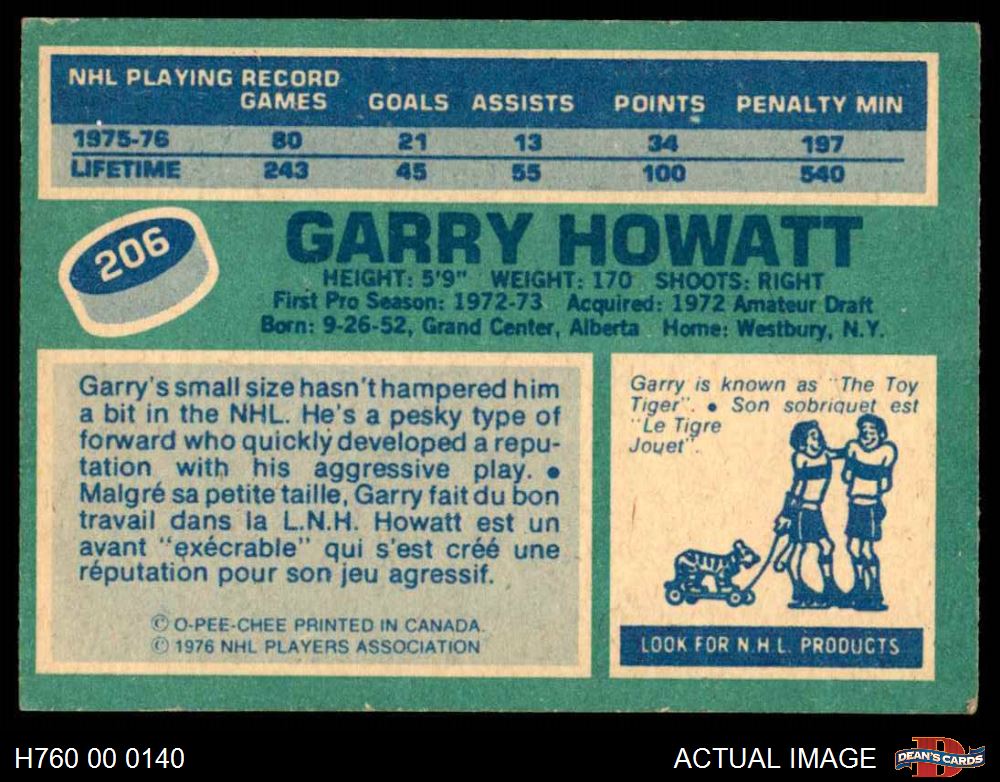 NHL PLAYING RECORD
GAMES GOALS ASSISTS POINTS PENALTY MIN
1975-76 80 21 13 34 197
LIFETIME 243 45 55 100 540
206
GARRY HOWATT
HEIGHT: 5'9" WEIGHT: 170 SHOOTS: RIGHT
First Pro Season: 1972-73 Acquired: 1972 Amateur Draft
Born: 9-26-52, Grand Center, Alberta Home: Westbury, N.Y.
Garry's small size hasn't hampered him
a bit in the NHL. He's a pesky type of
forward who quickly developed a repu-
tation with his aggressive play. •
Malgré sa petite taille, Garry fait du bon
travail dans la L.N.H. Howatt est un
avant "exécrable" qui s'est créé une
réputation pour son jeu agressif.
© O-PEE-CHEE PRINTED IN CANADA.
© 1976 NHL PLAYERS ASSOCIATION
Garry is known as "The Toy
Tiger". • Son sobriquet est
"Le Tigre
Jouet".
LOOK FOR N.H.L. PRODUCTS
H760 00 0140
ACTUAL IMAGE
D
DEAN'S CARDS